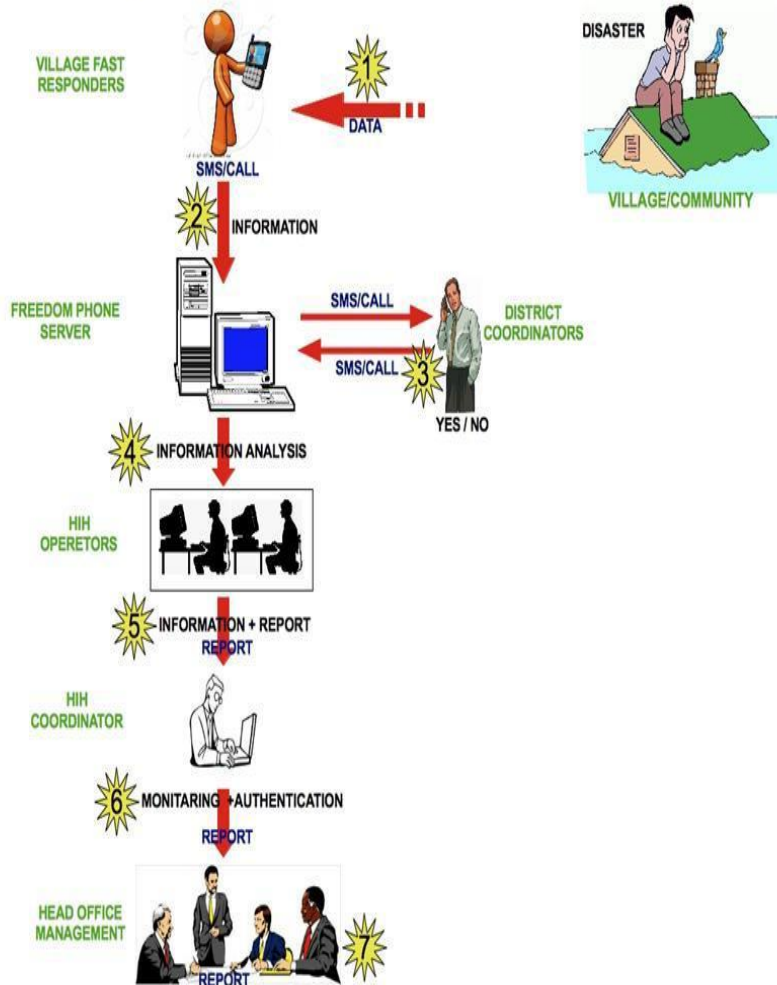 DISASTER
VILLAGE FAST
RESPONDERS
1
DATA
VILLAGE/COMMUNITY
SMS/CALL
2
INFORMATION
FREEDOM PHONE
SERVER
SMS/CALL
SMS/CALL
3
DISTRICT
COORDINATORS
YES / NO
4
INFORMATION ANALYSIS
HIH
OPERETORS
5
INFORMATION + REPORT
REPORT
HIH
COORDINATOR
6
MONITARING +AUTHENTICATION
REPORT
HEAD OFFICE
MANAGEMENT
7
REPORT